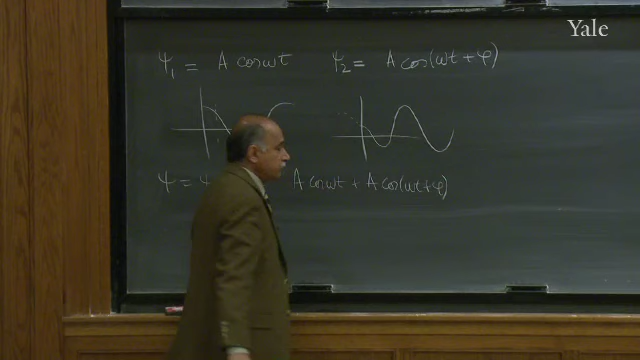 Yale
Ψ₁ = A cos ωt Ψ₂ = A cos(ωt + φ)
Ψ = A cos ωt + A cos(ωt + φ)